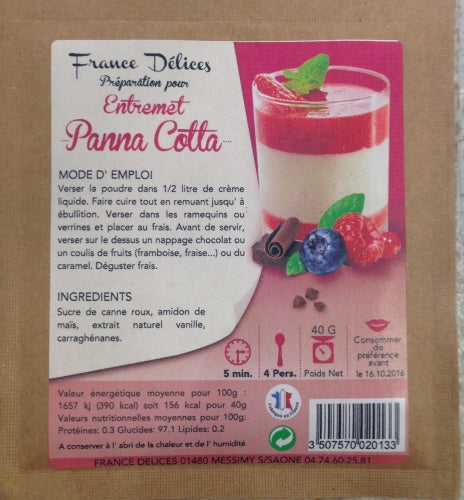 France Délices
Préparation pour
Entremêt
Panna Cotta
MODE D' EMPLOI
Verser la poudre dans 1/2 litre de crème
liquide. Faire cuire tout en remuant jusqu' à
ébullition. Verser dans les ramequins ou
verrines et placer au frais. Avant de servir,
verser sur le dessus un nappage chocolat ou
un coulis de fruits (framboise, fraise...) ou du
caramel. Déguster frais.
INGREDIENTS
Sucre de canne roux, amidon de
maïs, extrait naturel vanille,
carraghénanes.
5 min.
4 Pers.
40 G
Poids Net
Consommer
de
préférence
avant
le 16.10.2016
Valeur énergétique moyenne pour 100g :
1657 kj (390 kcal) soit 156 kcal pour 40g
Valeurs nutritionnelles moyennes pour 100g:
Protéines: 0.3 Glucides: 97.1 Lipides: 0.2
A conserver à l' abri de la chaleur et de l' humidité
3 507570 020133
FRANCE DELICES 01480 MESSIMY S/SAONE 04.74.60.25.81